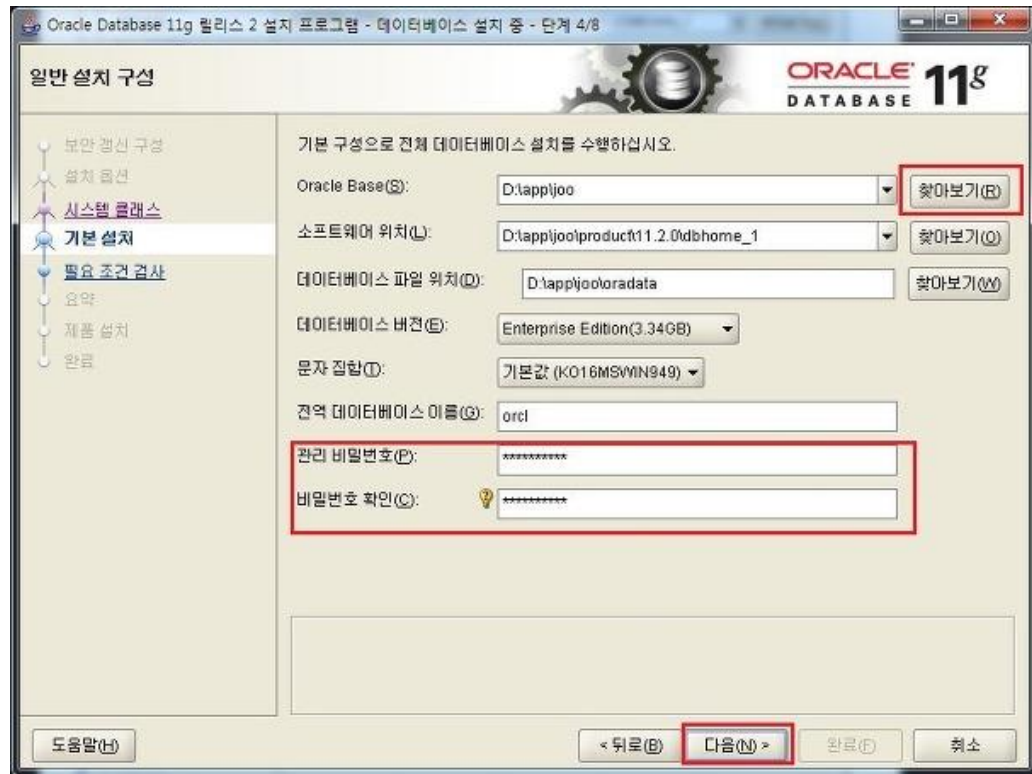 Oracle Database 11g 릴리스 2 설치 프로그램 - 데이터베이스 설치 중 - 단계 4/8
일반 설치 구성
ORACLE 11g
DATABASE
보안 갱신 구성
설치 옵션
시스템 클래스
기본 설치
필요 조건 검사
요약
제품 설치
완료
기본 구성으로 전체 데이터베이스 설치를 수행하십시오.
Oracle Base(S): D:\app\joo 찾아보기(R)
소프트웨어 위치(L): D:\app\joo\product\11.2.0\dbhome_1 찾아보기(O)
데이터베이스 파일 위치(D): D:\app\joo\oradata 찾아보기(W)
데이터베이스 버전(E): Enterprise Edition(3.34GB)
문자 집합(T): 기본값 (KO16MSWIN949)
전역 데이터베이스 이름(G): orcl
관리 비밀번호(P): **********
비밀번호 확인(C): **********
도움말(H) < 뒤로(B) 다음(N) > 완료(F) 취소